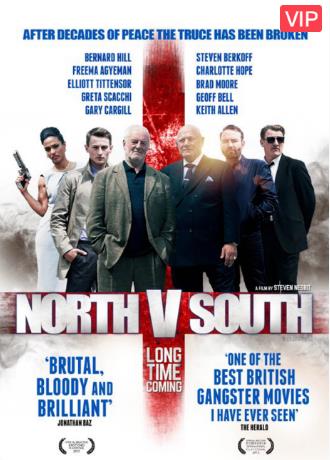 VIP
AFTER DECADES OF PEACE THE TRUCE HAS BEEN BROKEN
BERNARD HILL
FREEMA AGYEMAN
ELLIOTT TITTENSOR
GRETA SCACCHI
GARY CARGILL
STEVEN BERKOFF
CHARLOTTE HOPE
BRAD MOORE
GEOFF BELL
KEITH ALLEN
A FILM BY STEVEN NESBIT
NORTH V SOUTH
LONG
TIME
COMING
'BRUTAL,
BLOODY AND
BRILLIANT'
JONATHAN BAZ
'ONE OF THE
BEST BRITISH
GANGSTER MOVIES
I HAVE EVER SEEN'
THE HERALD